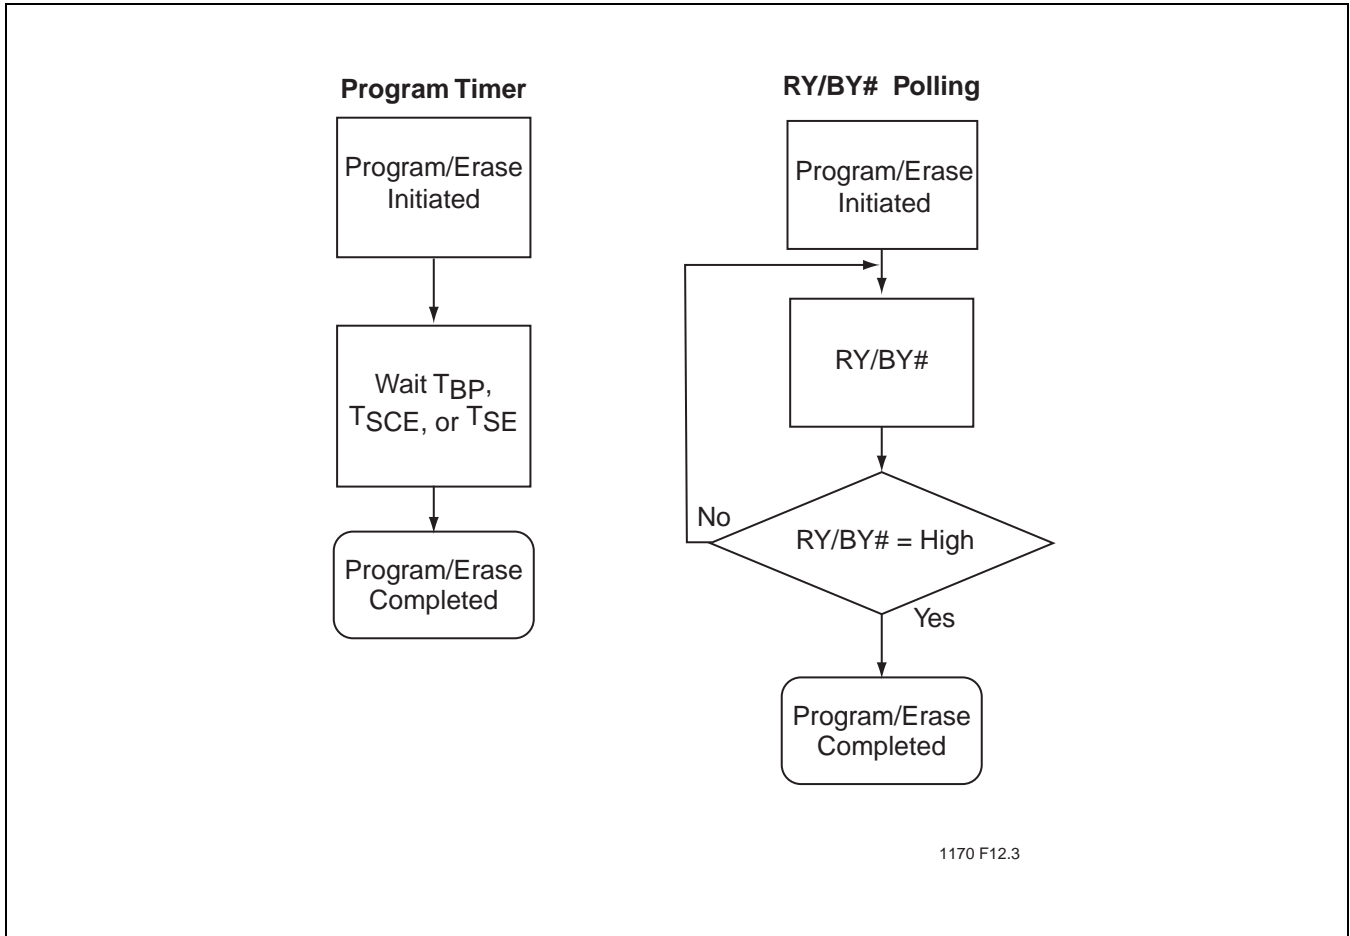 Program Timer
Program/Erase
Initiated
Wait TBP,
TSCE, or TSE
Program/Erase
Completed
RY/BY# Polling
Program/Erase
Initiated
RY/BY#
RY/BY# = High
No
Yes
Program/Erase
Completed
1170 F12.3